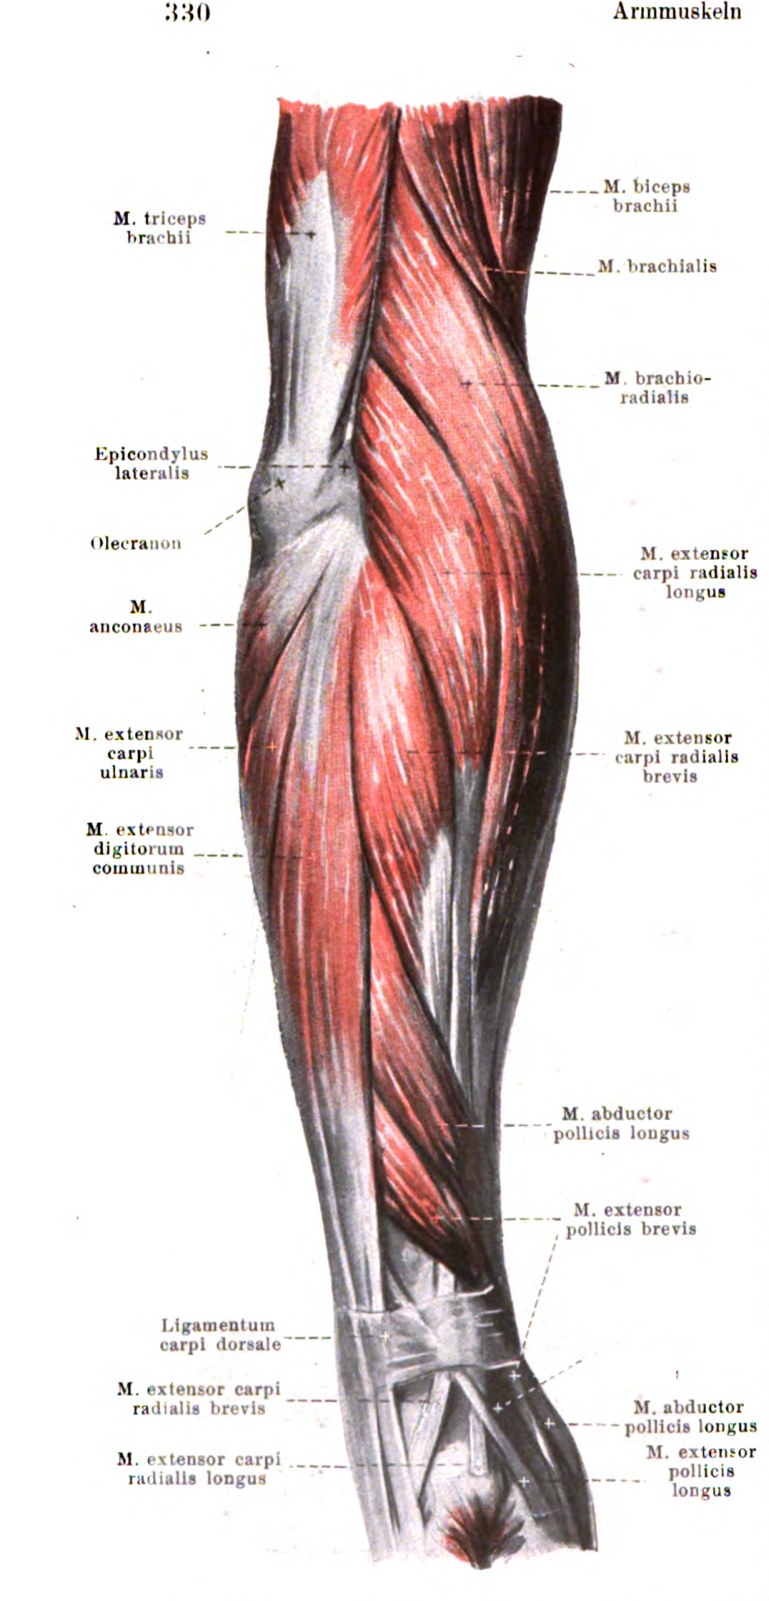 330
Armmuskeln
M. triceps
brachii
M. biceps
brachii
M. brachialis
M. brachio-
radialis
Epicondylus
lateralis
Olecranon
M. extensor
carpi radialis
longus
M.
anconaeus
M. extensor
carpi
ulnaris
M. extensor
carpi radialis
brevis
M. extensor
digitorum
communis
M. abductor
pollicis longus
M. extensor
pollicis brevis
Ligamentum
carpi dorsale
M. extensor carpi
radialis brevis
M. abductor
pollicis longus
M. extensor carpi
radialis longus
M. extensor
pollicis
longus